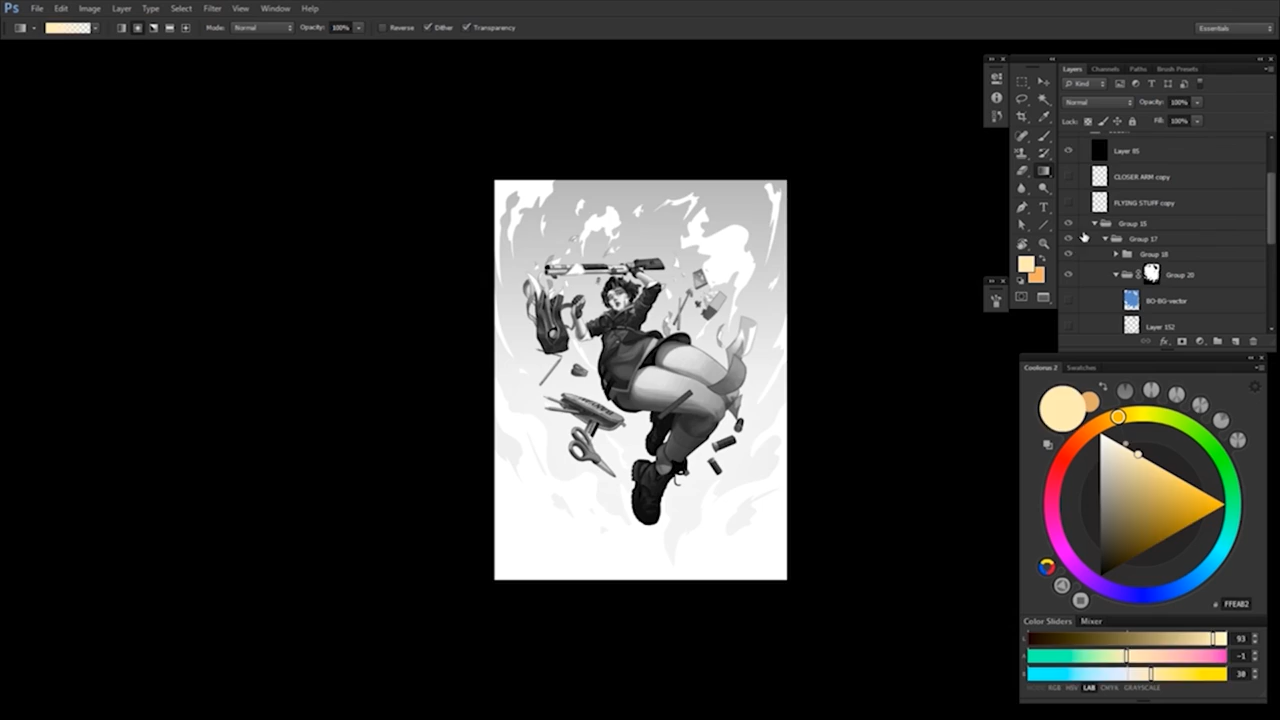 Ps File Edit Image Layer Type Select Filter View Window Help
Mode: Normal Opacity: 100% Reverse Dither Transparency Essentials
Layers Channels Paths Brush Presets
Kind
Normal Opacity: 100%
Lock: Fill: 100%
Layer 85
CLOSER ARM copy
FLYING STUFF copy
Group 15
Group 17
Group 18
Group 20
BO-BG-vector
Layer 152
Coolorus 2 Swatches
# FFEAB2
Color Sliders Mixer
L 93
A -1
B 30
RGB HSV LAB CMYK GRAYSCALE